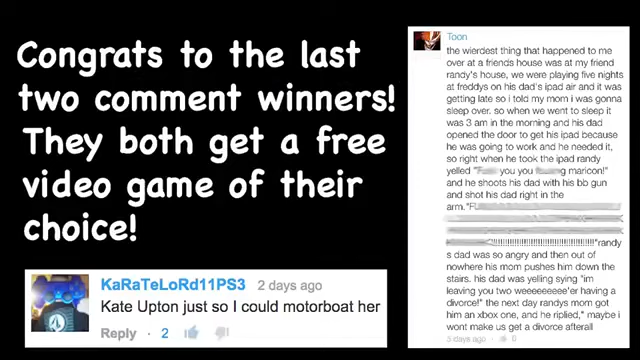 Congrats to the last
two comment winners!
They both get a free
video game of their
choice!
KaRaTeLoRd11PS3 2 days ago
Kate Upton just so I could motorboat her
Reply · 2
Toon
the wierdest thing that happened to me
over at a friends house was at my friend
randy's house, we were playing five nights
at freddys on his dad's ipad air and it was
getting late so i told my mom i was gonna
sleep over. so when we went to sleep it
was 3 am in the morning and his dad
opened the door to get his ipad because
he was going to work and he needed it,
so right when he took the ipad randy
yelled "F you you ng maricon!"
and he shoots his dad with his bb gun
and shot his dad right in the
arm."FU
!!!!!!!!!!!!!!!!!!!!!!!!!!!!!!!!!!!!!!"randy
s dad was so angry and then out of
nowhere his mom pushes him down the
stairs. his dad was yelling sying "im
leaving you two weeeeeeee'er having a
divorce!" the next day randys mom got
him an xbox one, and he riplied," maybe i
wont make us get a divorce afterall
5 days ago · 0